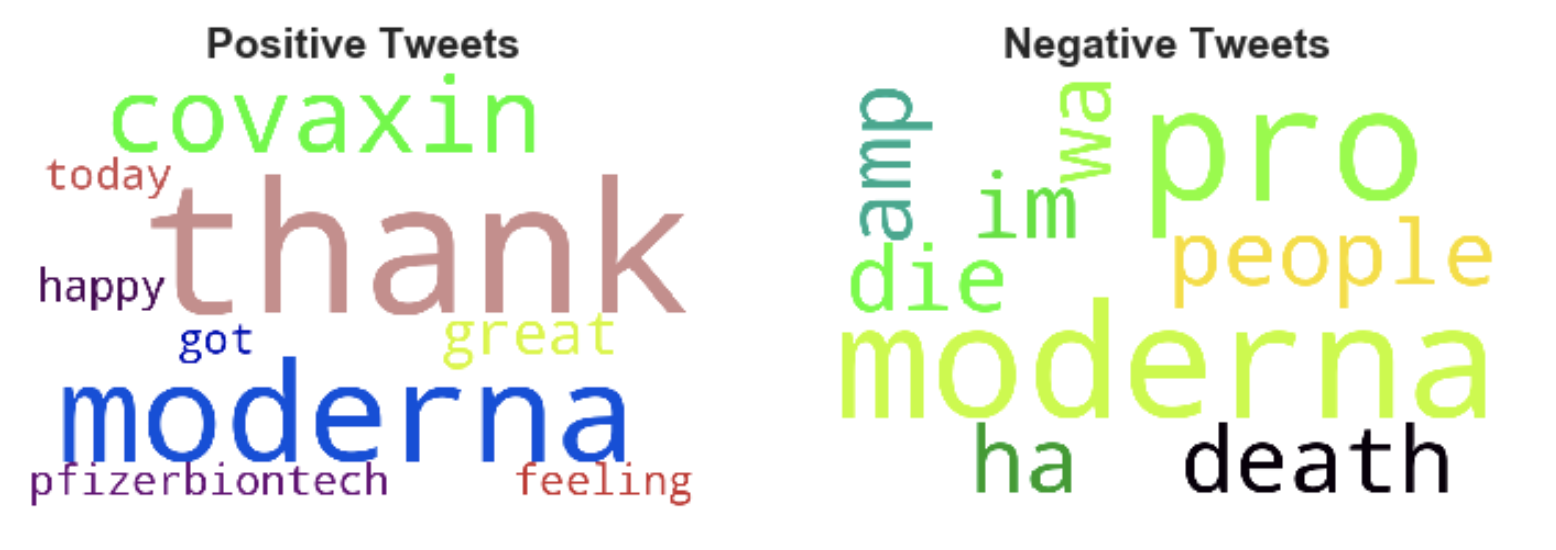 Positive Tweets
covaxin
today
thank
happy
got
great
moderna
pfizerbiontech
feeling
Negative Tweets
amp
wa
pro
im
people
die
moderna
ha
death